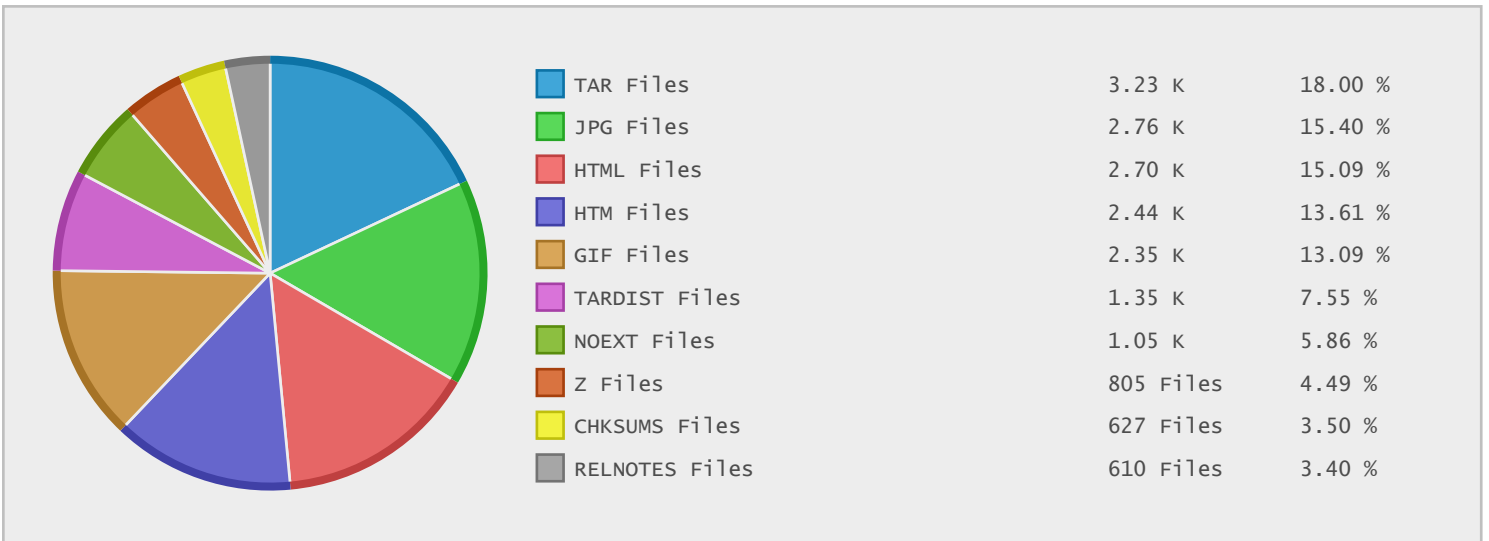 TAR Files 3.23 K 18.00 %
JPG Files 2.76 K 15.40 %
HTML Files 2.70 K 15.09 %
HTM Files 2.44 K 13.61 %
GIF Files 2.35 K 13.09 %
TARDIST Files 1.35 K 7.55 %
NOEXT Files 1.05 K 5.86 %
Z Files 805 Files 4.49 %
CHKSUMS Files 627 Files 3.50 %
RELNOTES Files 610 Files 3.40 %